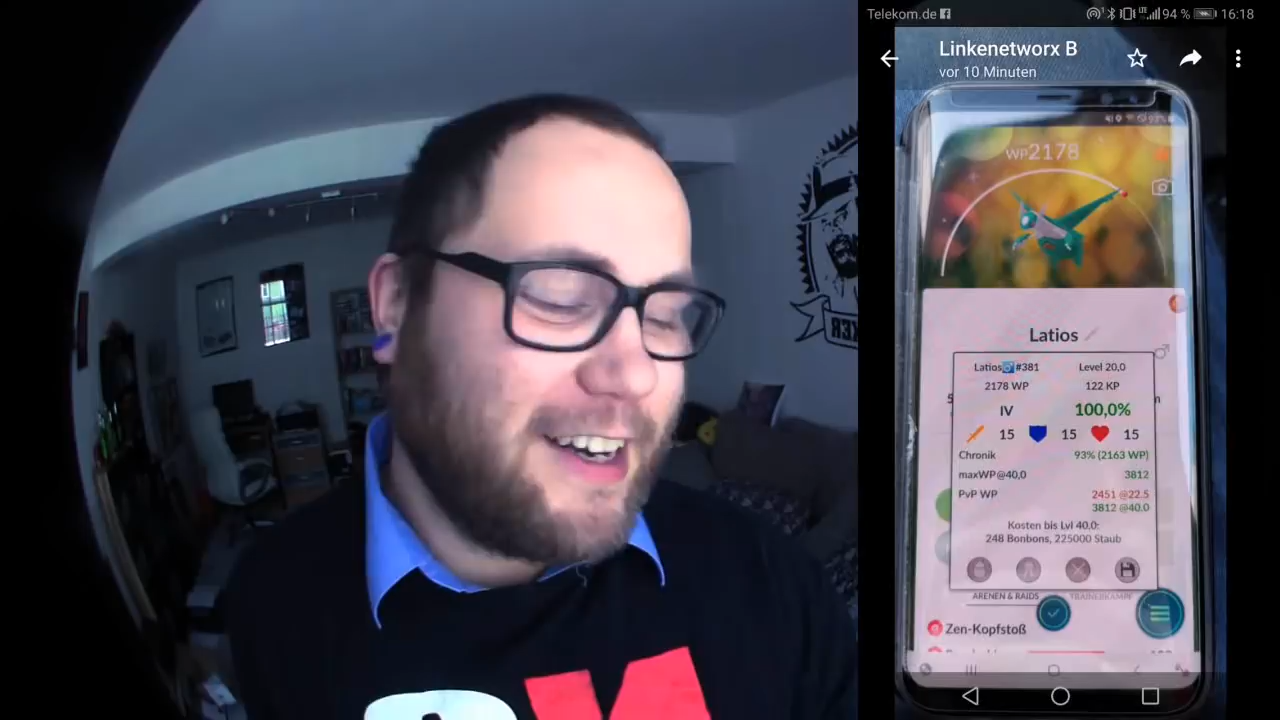 Telekom.de
94 %
16:18
Linkenetworx B
vor 10 Minuten
WP2178
Latios
Latios #381
Level 20,0
2178 WP
122 KP
IV
100,0%
15
15
15
Chronik
93% (2163 WP)
maxWP@40,0
3812
PvP WP
2451 @22.5
3812 @40.0
Kosten bis Lvl 40.0:
248 Bonbons, 225000 Staub
ARENEN & RAIDS
TRAINERKAMPF
Zen-Kopfstoß